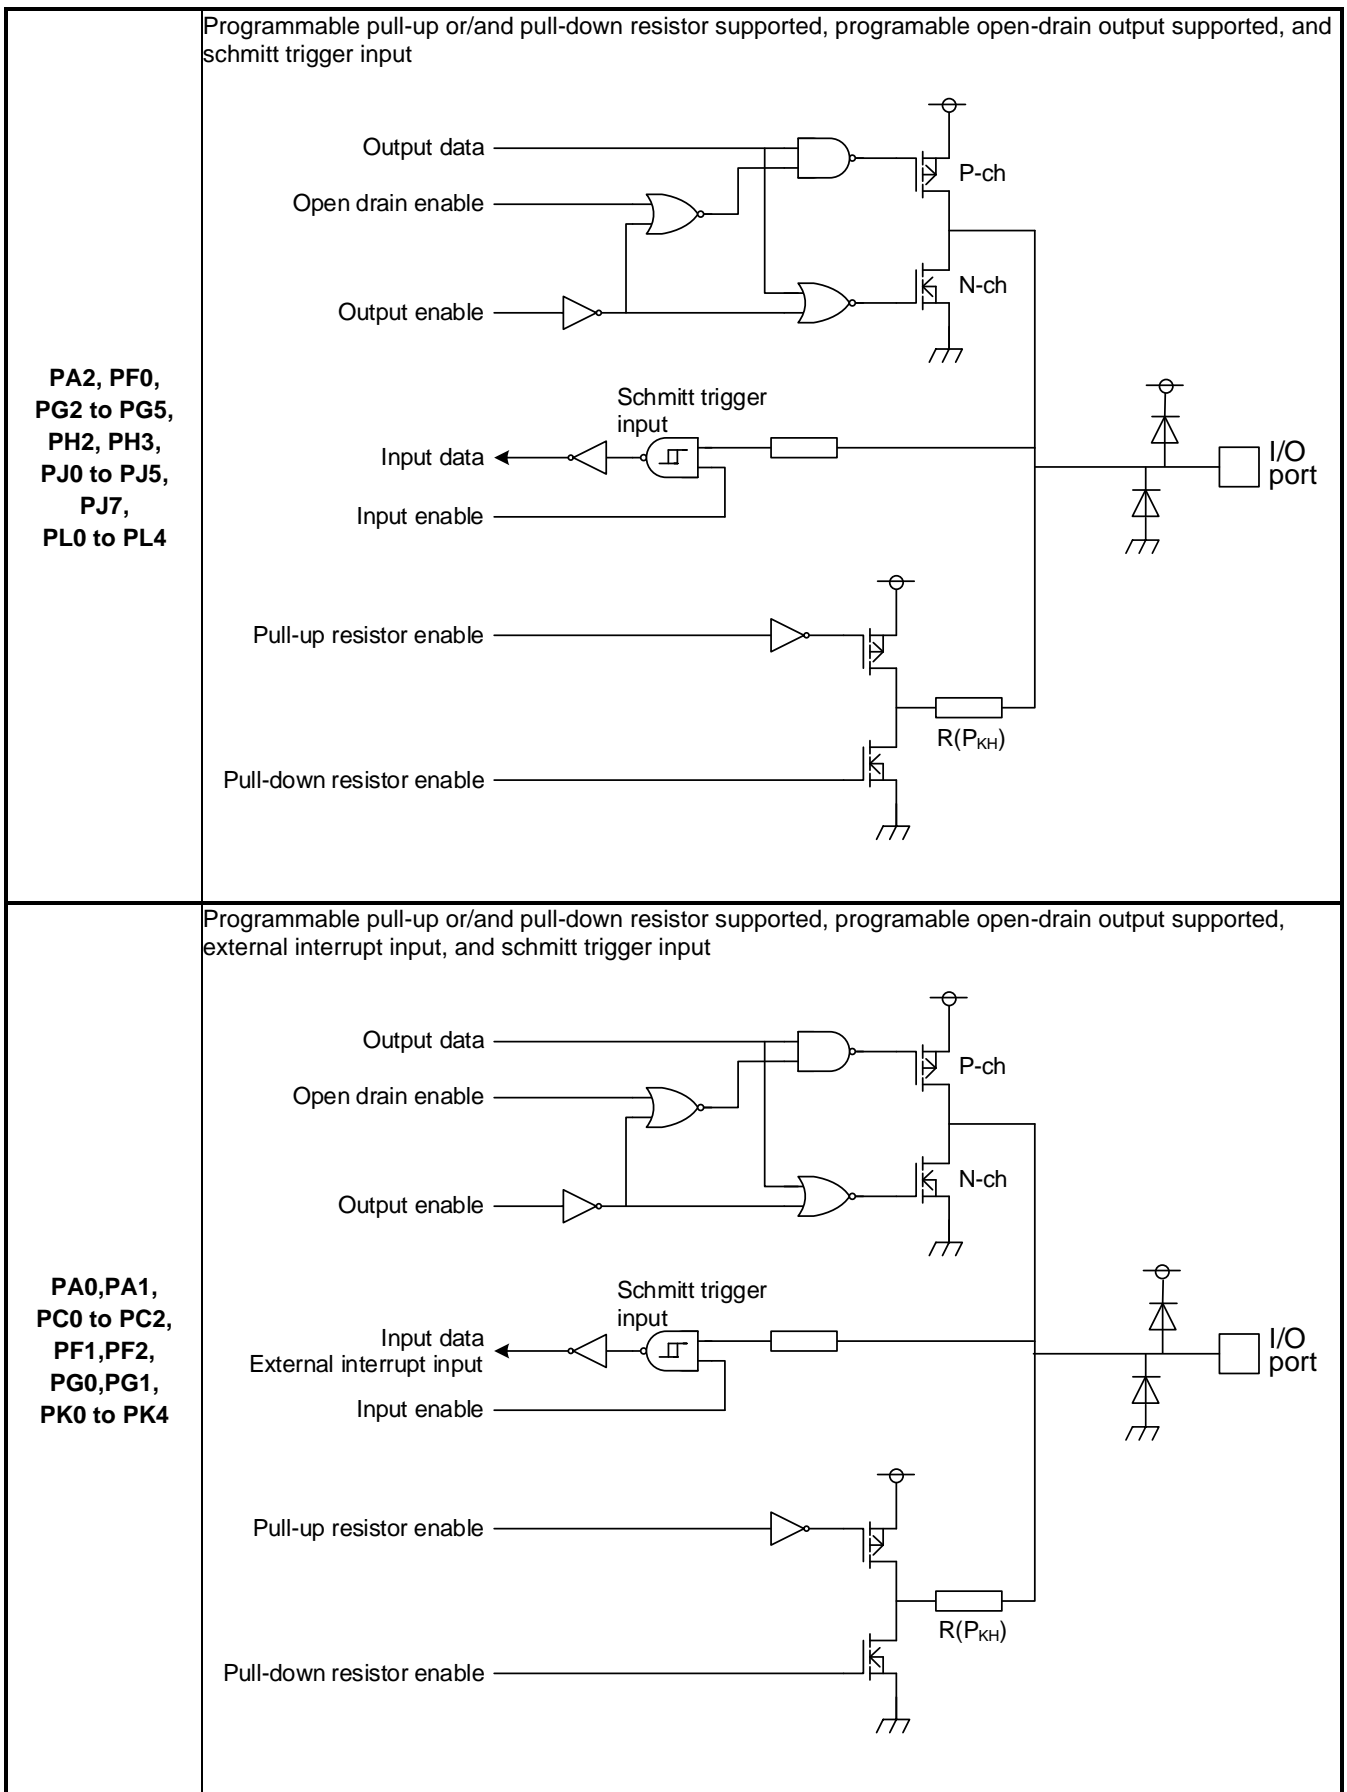 Programmable pull-up or/and pull-down resistor supported, programable open-drain output supported, and
schmitt trigger input
PA2, PF0,
PG2 to PG5,
PH2, PH3,
PJ0 to PJ5,
PJ7,
PL0 to PL4
Output data
P-ch
Open drain enable
N-ch
Output enable
Schmitt trigger
input
Input data
I/O
port
Input enable
Pull-up resistor enable
R(PKH)
Pull-down resistor enable
Programmable pull-up or/and pull-down resistor supported, programable open-drain output supported,
external interrupt input, and schmitt trigger input
PA0,PA1,
PC0 to PC2,
PF1,PF2,
PG0,PG1,
PK0 to PK4
Output data
P-ch
Open drain enable
N-ch
Output enable
Schmitt trigger
input
Input data
External interrupt input
I/O
port
Input enable
Pull-up resistor enable
R(PKH)
Pull-down resistor enable